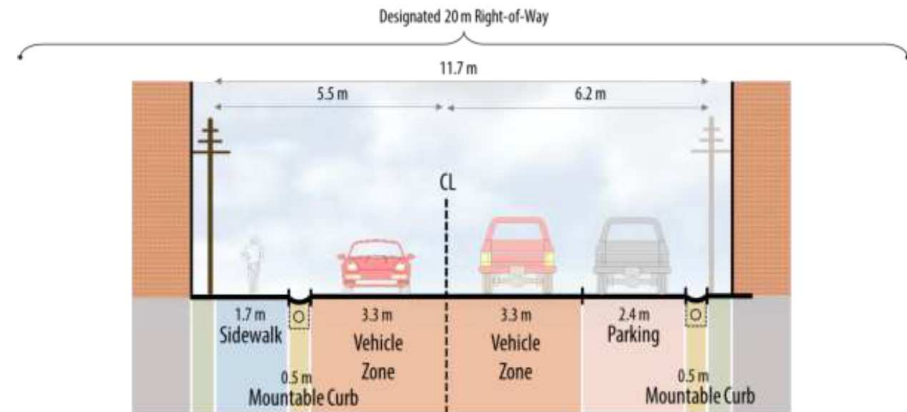 Designated 20 m Right-of-Way
11.7 m
5.5 m
6.2 m
CL
1.7 m
Sidewalk
3.3 m
Vehicle
Zone
3.3 m
Vehicle
Zone
2.4 m
Parking
0.5 m
Mountable Curb
0.5 m
Mountable Curb